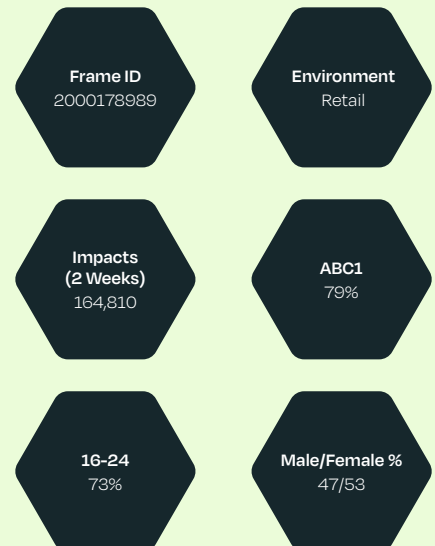 Frame ID
2000178989
Environment
Retail
Impacts
(2 Weeks)
164,810
ABC1
79%
16-24
73%
Male/Female %
47/53